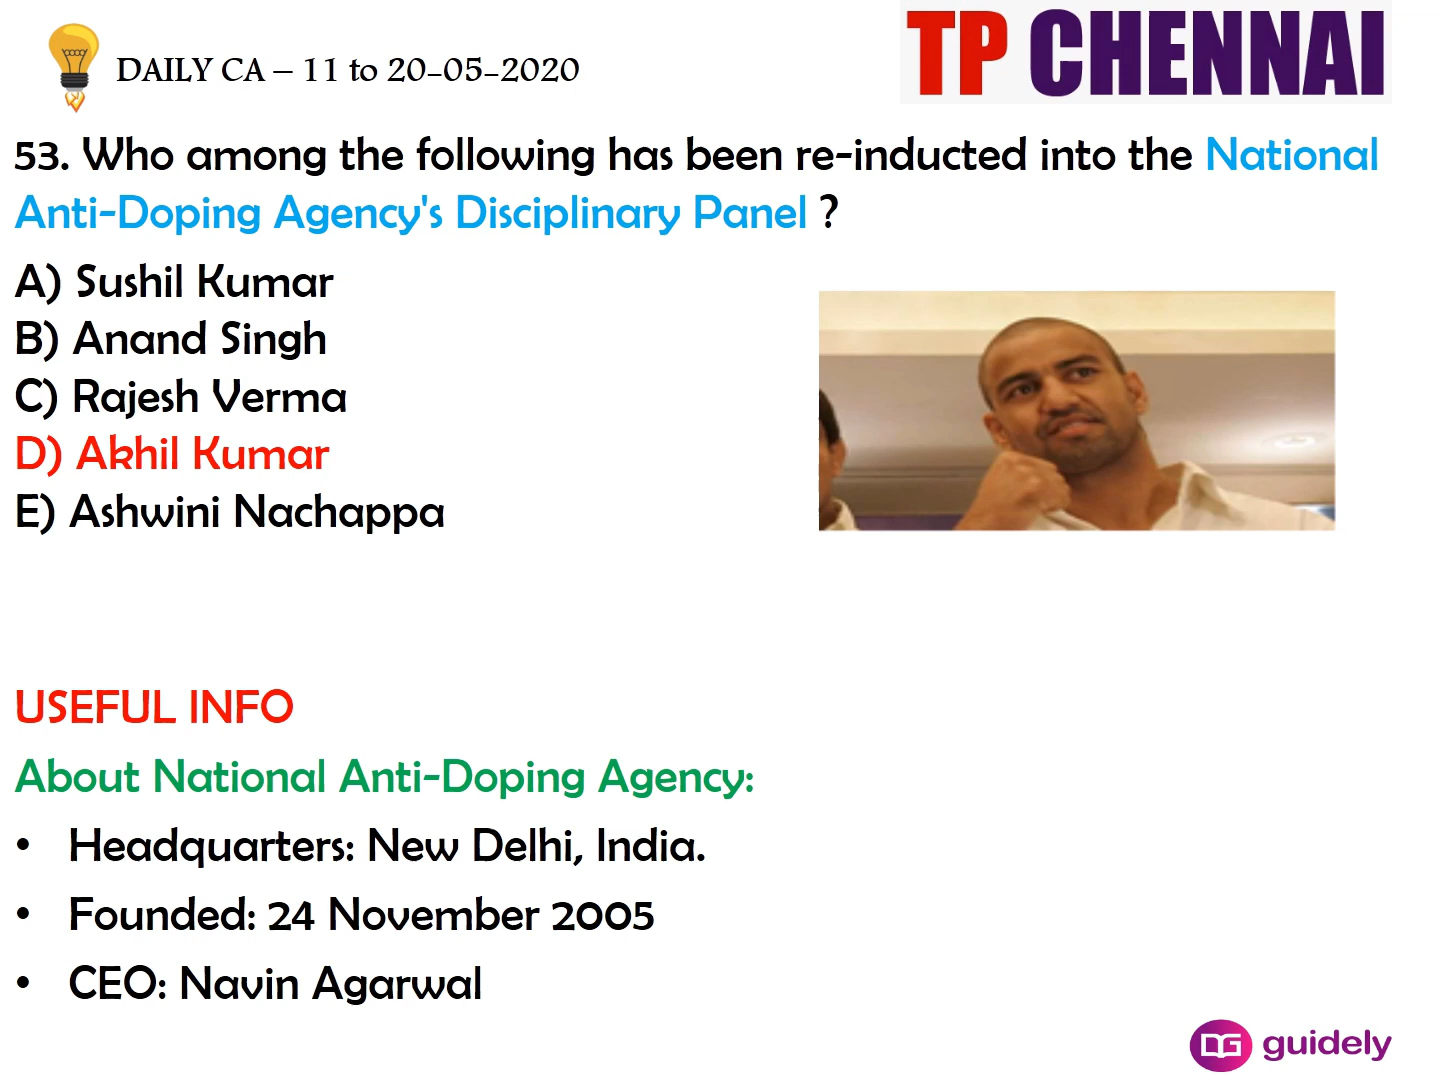 DAILY CA – 11 to 20-05-2020
TP CHENNAI
53. Who among the following has been re-inducted into the National
Anti-Doping Agency's Disciplinary Panel ?
A) Sushil Kumar
B) Anand Singh
C) Rajesh Verma
D) Akhil Kumar
E) Ashwini Nachappa
USEFUL INFO
About National Anti-Doping Agency:
• Headquarters: New Delhi, India.
• Founded: 24 November 2005
• CEO: Navin Agarwal
G guidely